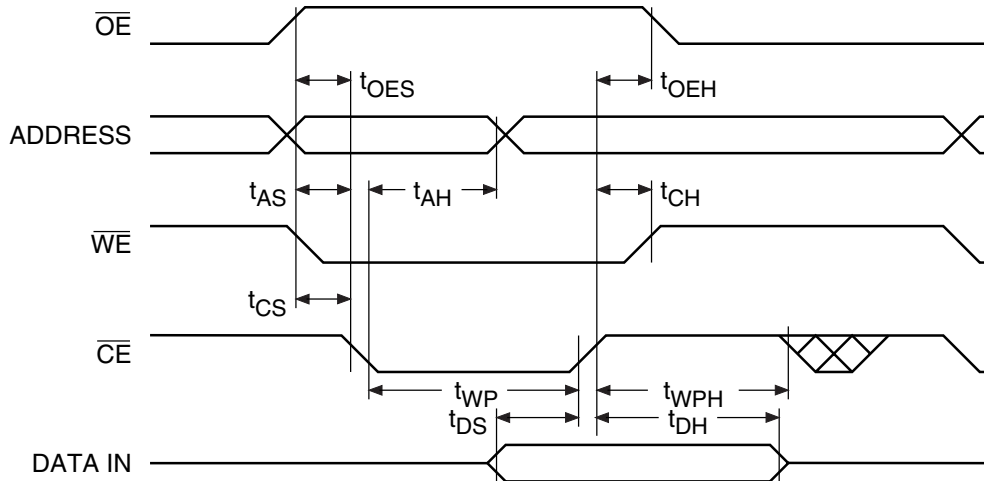 OE
tOES
tOEH
ADDRESS
tAS
tAH
tCH
WE
tCS
CE
tWP
tWPH
tDS
tDH
DATA IN